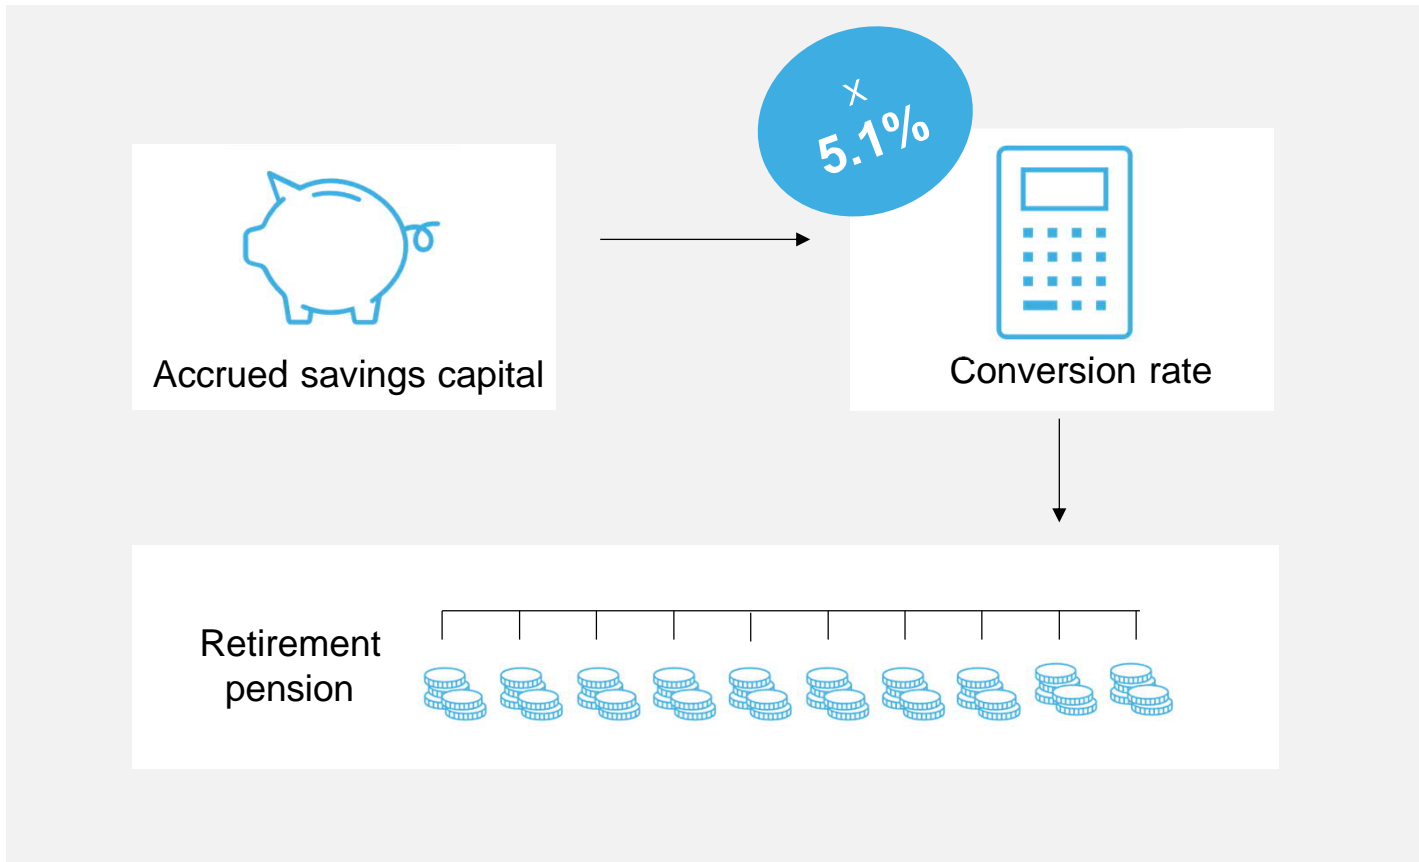 x
5.1%
Accrued savings capital
Conversion rate
Retirement
pension